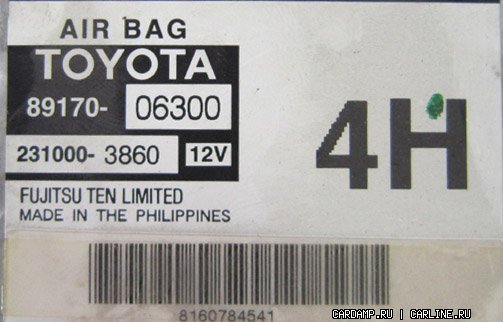 AIR BAG
TOYOTA
89170- 06300
231000- 3860 12V
4H
FUJITSU TEN LIMITED
MADE IN THE PHILIPPINES
8160784541
CARDAMP.RU | CARLINE.RU